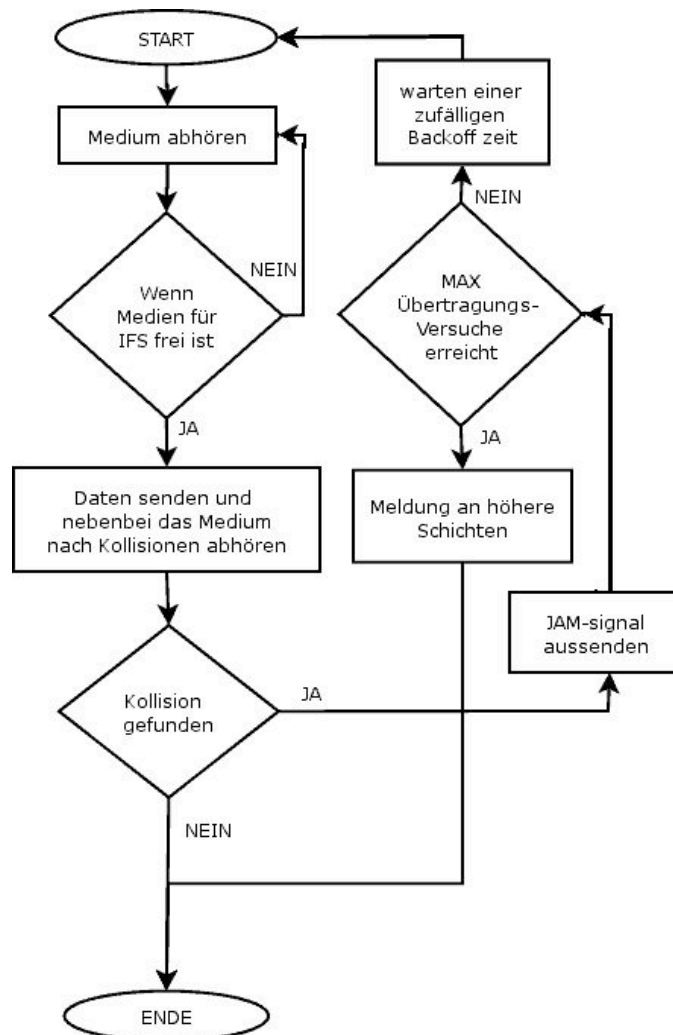 START
Medium abhören
Wenn
Medien für
IFS frei ist
NEIN
JA
Daten senden und
nebenbei das Medium
nach Kollisionen abhören
Kollision
gefunden
JA
NEIN
ENDE
warten einer
zufälligen
Backoff zeit
NEIN
MAX
Übertragungs-
Versuche
erreicht
JA
Meldung an höhere
Schichten
JAM-signal
aussenden